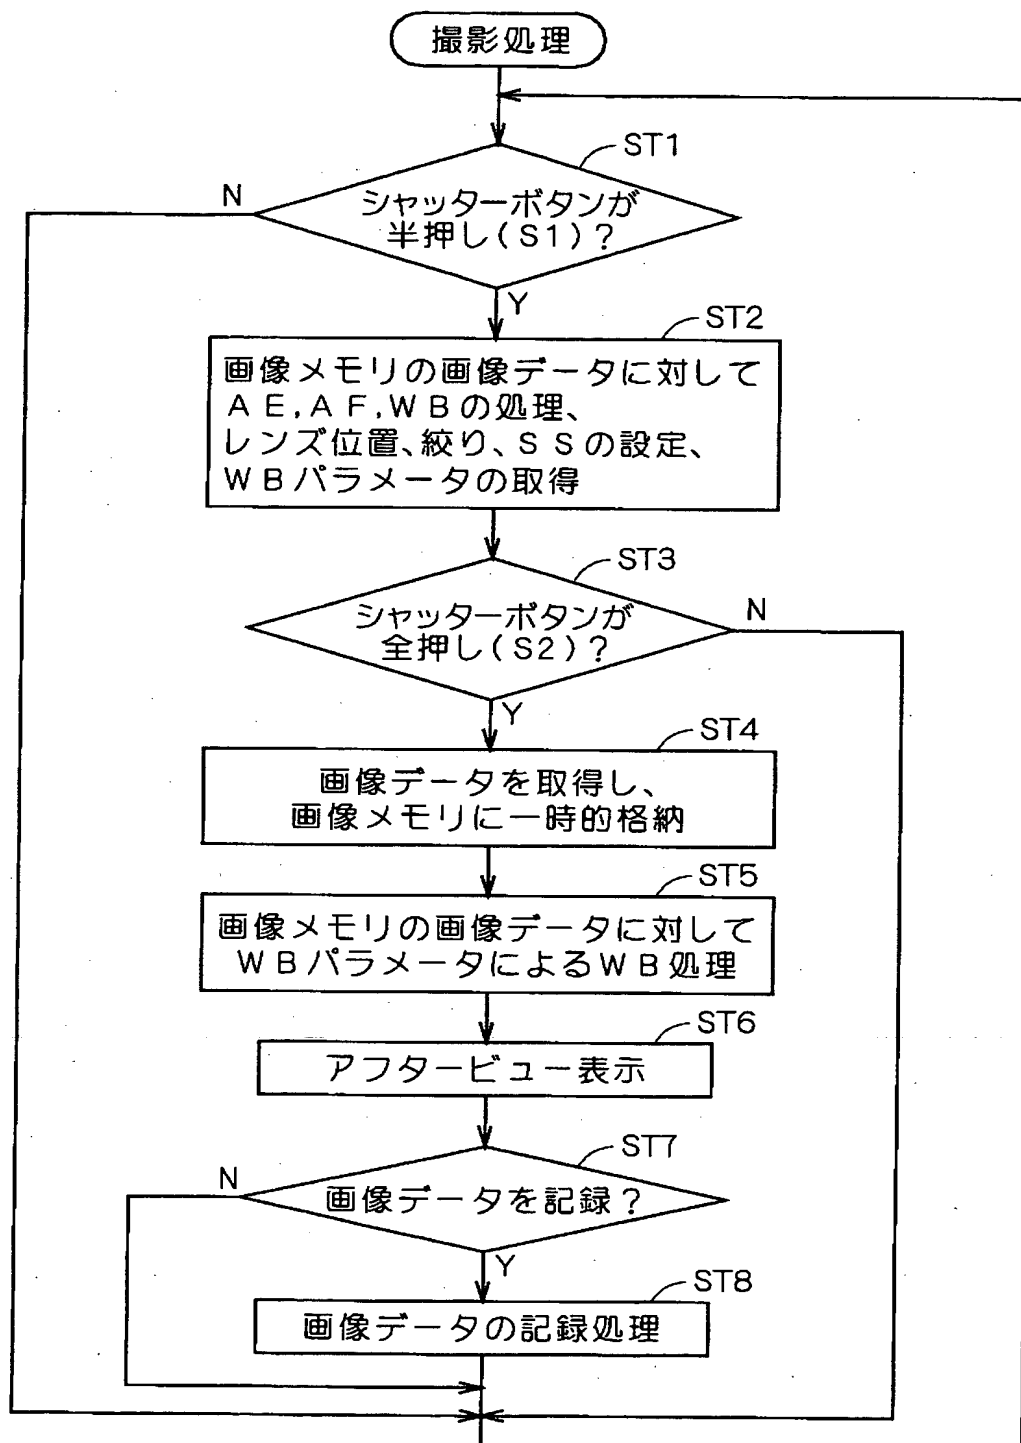 撮影処理
ST1
N
シャッターボタンが
半押し(S1)?
Y
ST2
画像メモリの画像データに対して
AE,AF,WBの処理、
レンズ位置、絞り、SSの設定、
WBパラメータの取得
ST3
シャッターボタンが
全押し(S2)?
N
Y
ST4
画像データを取得し、
画像メモリに一時的格納
ST5
画像メモリの画像データに対して
WBパラメータによるWB処理
ST6
アフタービュー表示
ST7
N
画像データを記録?
Y
ST8
画像データの記録処理